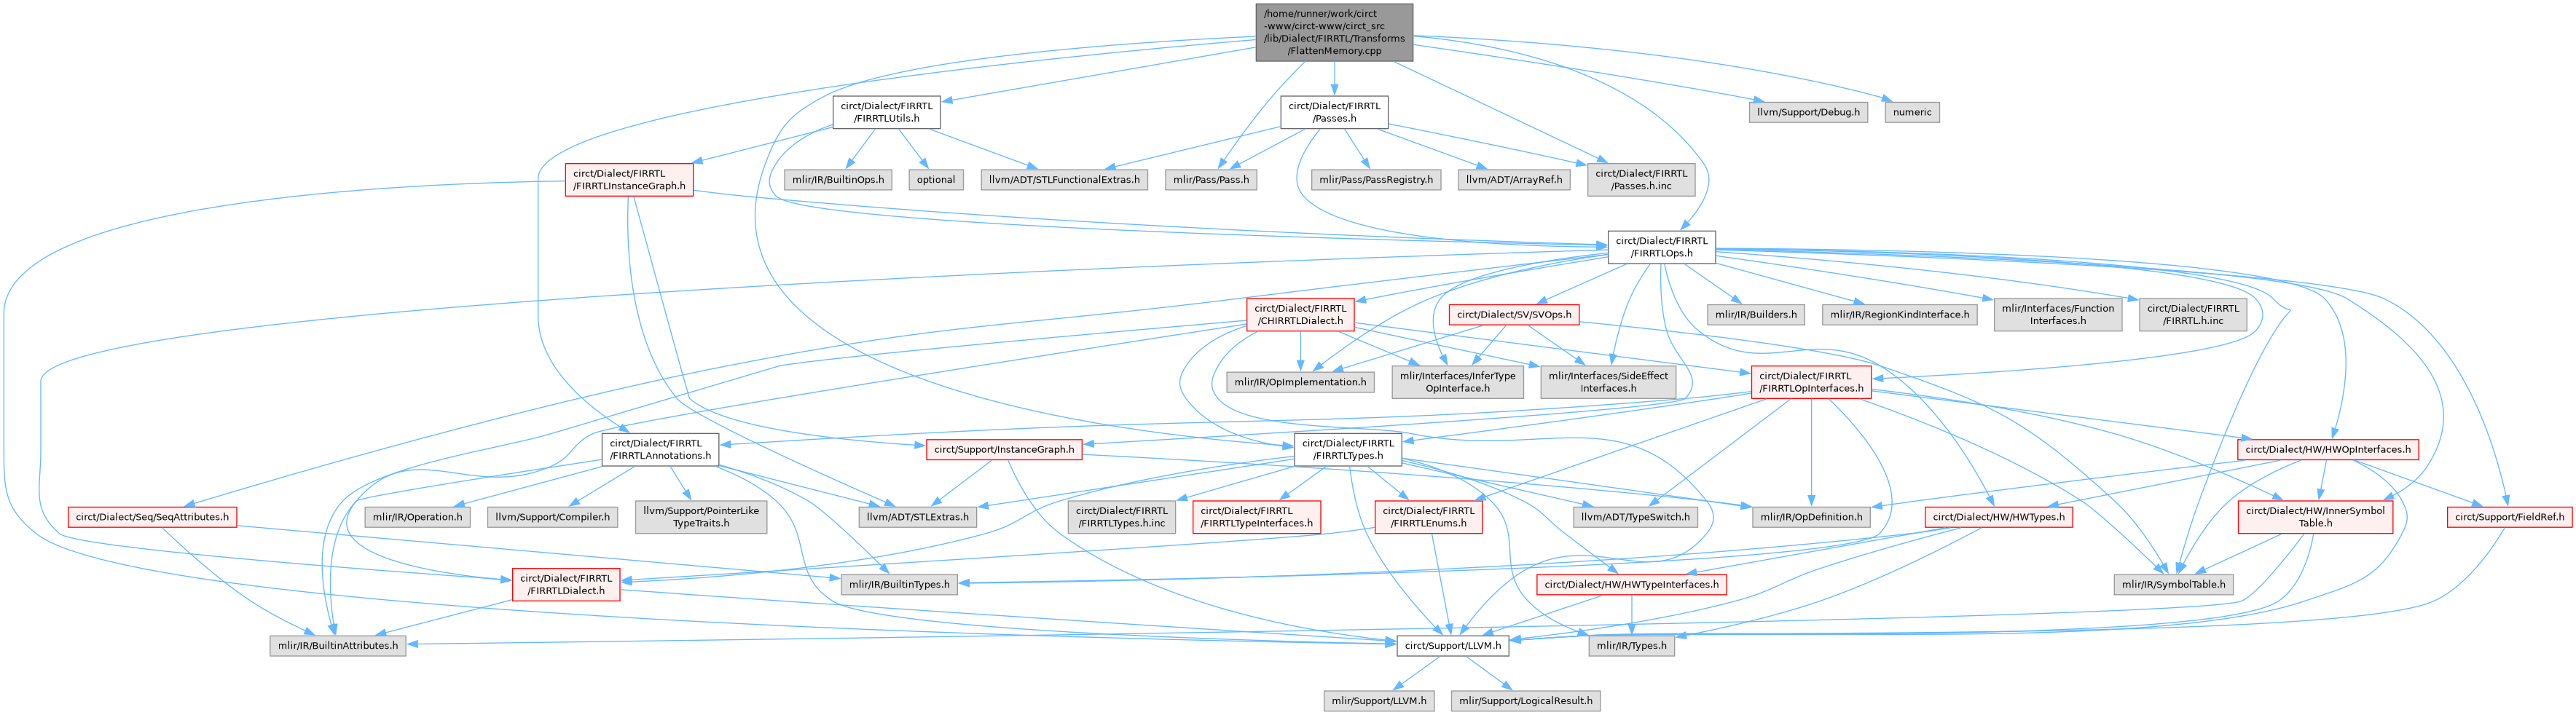 /home/runner/work/circt
-www/circt-www/circt_src
/lib/Dialect/FIRRTL/Transforms
/FlattenMemory.cpp
circt/Dialect/FIRRTL
/FIRRTLUtils.h
circt/Dialect/FIRRTL
/Passes.h
llvm/Support/Debug.h
numeric
circt/Dialect/FIRRTL
/FIRRTLInstanceGraph.h
mlir/IR/BuiltinOps.h
optional
llvm/ADT/STLFunctionalExtras.h
mlir/Pass/Pass.h
mlir/Pass/PassRegistry.h
llvm/ADT/ArrayRef.h
circt/Dialect/FIRRTL
/Passes.h.inc
circt/Dialect/FIRRTL
/FIRRTLOps.h
circt/Dialect/FIRRTL
/CHIRRTLDialect.h
circt/Dialect/SV/SVOps.h
mlir/IR/Builders.h
mlir/IR/RegionKindInterface.h
mlir/Interfaces/Function
Interfaces.h
circt/Dialect/FIRRTL
/FIRRTL.h.inc
mlir/IR/OpImplementation.h
mlir/Interfaces/InferType
OpInterface.h
mlir/Interfaces/SideEffect
Interfaces.h
circt/Dialect/FIRRTL
/FIRRTLOpInterfaces.h
circt/Dialect/FIRRTL
/FIRRTLAnnotations.h
circt/Support/InstanceGraph.h
circt/Dialect/FIRRTL
/FIRRTLTypes.h
circt/Dialect/HW/HWOpInterfaces.h
circt/Dialect/Seq/SeqAttributes.h
mlir/IR/Operation.h
llvm/Support/Compiler.h
llvm/Support/PointerLike
TypeTraits.h
llvm/ADT/STLExtras.h
circt/Dialect/FIRRTL
/FIRRTLTypes.h.inc
circt/Dialect/FIRRTL
/FIRRTLTypeInterfaces.h
circt/Dialect/FIRRTL
/FIRRTLEnums.h
llvm/ADT/TypeSwitch.h
mlir/IR/OpDefinition.h
circt/Dialect/HW/HWTypes.h
circt/Dialect/HW/InnerSymbol
Table.h
circt/Support/FieldRef.h
circt/Dialect/FIRRTL
/FIRRTLDialect.h
mlir/IR/BuiltinTypes.h
circt/Dialect/HW/HWTypeInterfaces.h
mlir/IR/SymbolTable.h
mlir/IR/BuiltinAttributes.h
circt/Support/LLVM.h
mlir/IR/Types.h
mlir/Support/LLVM.h
mlir/Support/LogicalResult.h